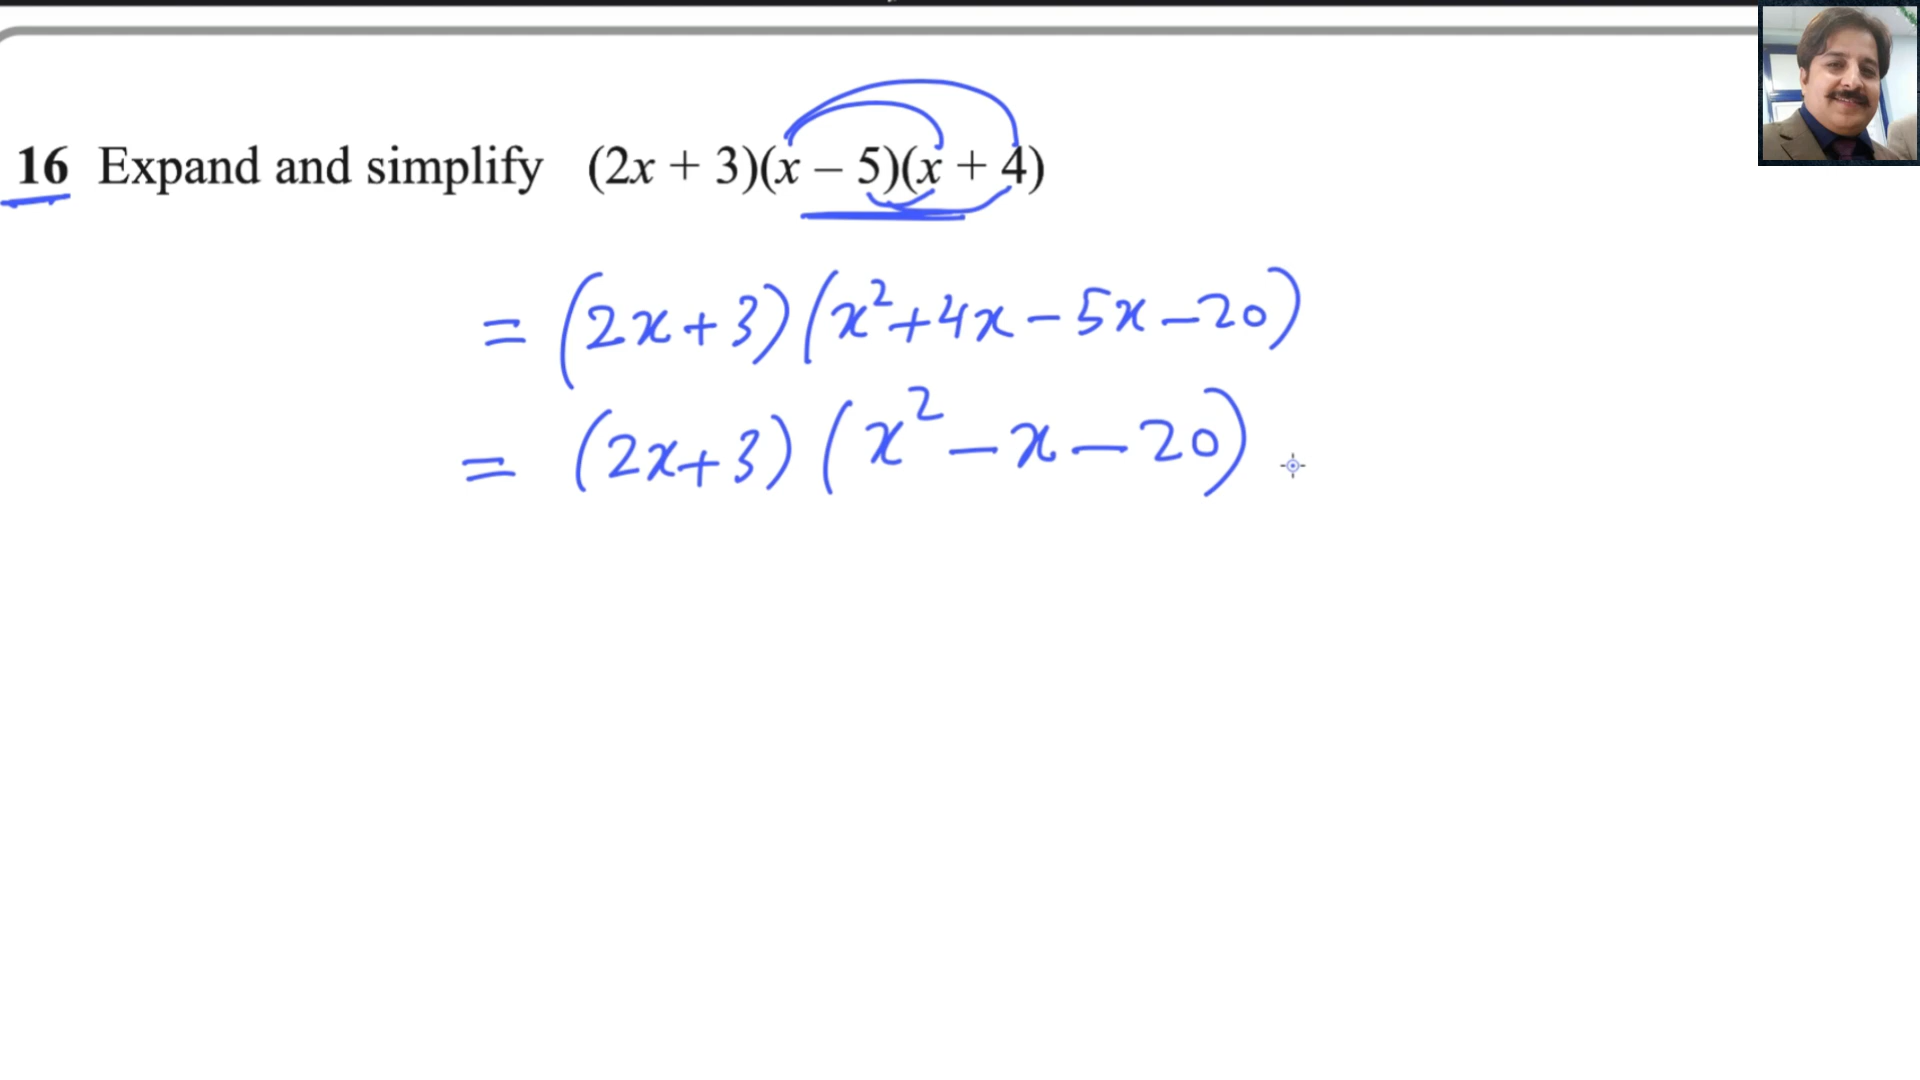 16 Expand and simplify (2x + 3)(x – 5)(x + 4)
= (2x+3)(x²+4x-5x-20)
= (2x+3)(x²-x-20)